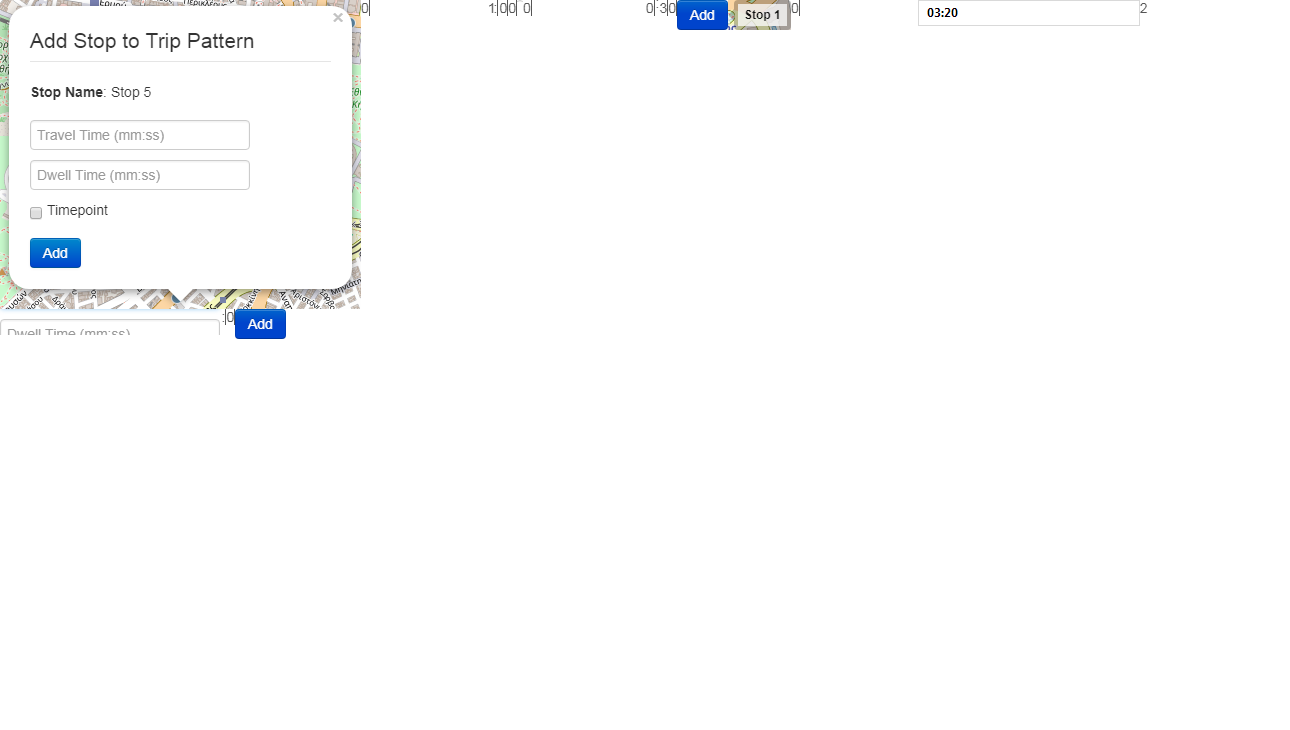 Add Stop to Trip Pattern
×
Stop Name: Stop 5
Travel Time (mm:ss)
Dwell Time (mm:ss)
Timepoint
Add
0
1:00 0
0:30
Add
Stop 1
0
03:20
2
Dwell Time (mm:ss)
:0
Add